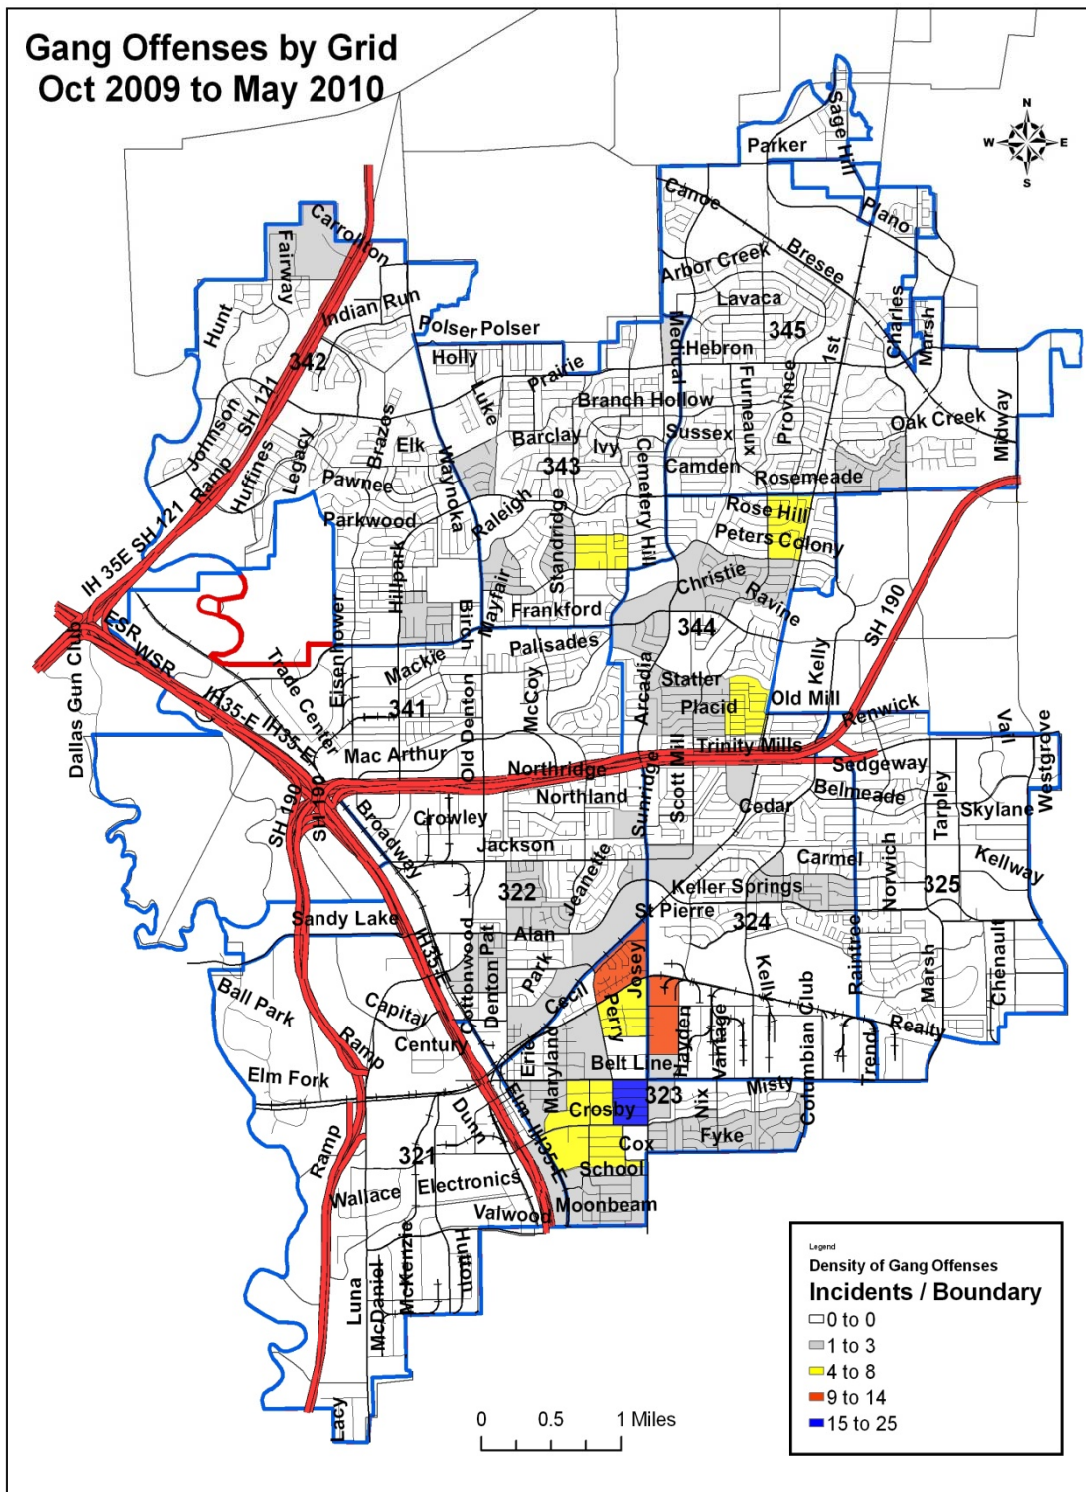 Gang Offenses by Grid
Oct 2009 to May 2010
N
W E
S
Sage Hill
Parker
Canoe
Plano
Carrollton
Fairway
Bresee
Arbor Creek
Lavaca
Hunt
Indian Run
Polser Polser
Charles
Marsh
345
1st
Medical
Hebron
Holly
342
Prairie
Luke
Furneaux
Province
Branch Hollow
Midway
Johnson
SH 121
Brazos
Elk
Barclay
Ivy
Sussex
Oak Creek
Huffines
Legacy
Waynoka
343
Cemetery Hill
Camden
Rosemeade
Ramp
Pawnee
Parkwood
Raleigh
Standridge
Rose Hill
Peters Colony
IH 35E SH 121
Hillpark
Mayfair
Christie
Ravine
Birch
Frankford
344
SH 190
ESR
WSR
Eisenhower
Palisades
Kelly
Dallas Gun Club
Trade Center
Mackie
Arcadia
Statler
IH35-E
IH35-E
341
McCoy
Placid
Old Mill
Renwick
Vail
Westgrove
Mac Arthur
Old Denton
Trinity Mills
Northridge
Sedgeway
SH 190
SH 190
Northland
Sunridge
Scott Mill
Cedar
Belmeade
Tarpley
Skylane
Broadway
Crowley
Jackson
Carmel
Norwich
Kellway
322
Jeanette
Keller Springs
325
Sandy Lake
St Pierre
324
Alan
IH35-E
Cottonwood
Denton
Pat
Park
Josey
Kelly
Raintree
Marsh
Chenault
Ball Park
Capital
Cecil
Perry
Columbian Club
Realty
Ramp
Century
Erie
Maryland
Belt Line
Hayden
Vantage
Trend
Elm Fork
Misty
Elm
Crosby
323
Nix
Dunn
IH35-E
Cox
Fyke
Ramp
321
School
Wallace
Electronics
Moonbeam
Valwood
Luna
McDaniel
McKenzie
Hutton
Lacy
0 0.5 1 Miles
Legend
Density of Gang Offenses
Incidents / Boundary
0 to 0
1 to 3
4 to 8
9 to 14
15 to 25